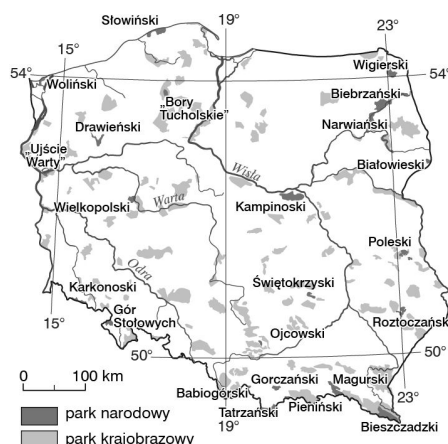 Słowiński
19°
23°
15°
Wigierski
54°
54°
Woliński
„Bory
Tucholskie”
Biebrzański
Drawieński
Narwiański
„Ujście
Warty”
Białowieski
Wisła
Wielkopolski
Warta
Kampinoski
Poleski
Odra
Świętokrzyski
Karkonoski
Gór
Stołowych
15°
Roztoczański
Ojcowski
50°
50°
0 100 km
Gorczański
Magurski
Babiogórski
23°
Tatrzański
Pieniński
19°
Bieszczadzki
park narodowy
park krajobrazowy